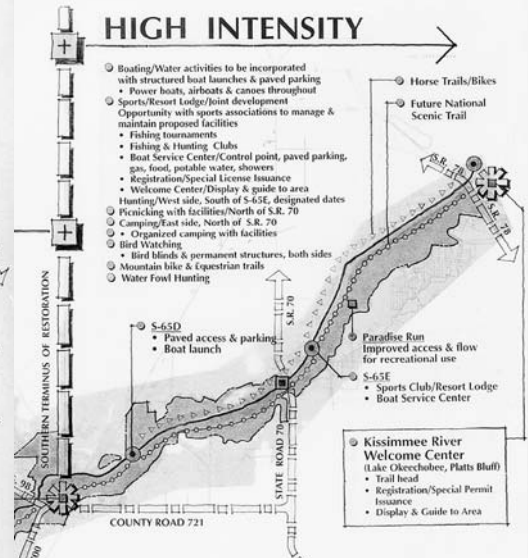 HIGH INTENSITY
Boating/Water activities to be incorporated
with structured boat launches & paved parking
• Power boats, airboats & canoes throughout
Sports/Resort Lodge/Joint development
Opportunity with sports associations to manage &
maintain proposed facilities
• Fishing tournaments
• Fishing & Hunting Clubs
• Boat Service Center/Control point, paved parking,
gas, food, potable water, showers
• Registration/Special License Issuance
• Welcome Center/Display & guide to area
Hunting/West side, South of S-65E, designated dates
Picnicking with facilities/North of S.R. 70
Camping/East side, North of S.R. 70
• Organized camping with facilities
Bird Watching
• Bird blinds & permanent structures, both sides
Mountain bike & Equestrian trails
Water Fowl Hunting
Horse Trails/Bikes
Future National
Scenic Trail
S.R. 78
S.R. 78
SOUTHERN TERMINUS OF RESTORATION
S.R. 70
S-65D
• Paved access & parking
• Boat launch
Paradise Run
Improved access & flow
for recreational use
S-65E
• Sports Club/Resort Lodge
• Boat Service Center
STATE ROAD 70
98
COUNTY ROAD 721
Kissimmee River
Welcome Center
(Lake Okeechobee, Platts Bluff)
• Trail head
• Registration/Special Permit
Issuance
• Display & Guide to Area